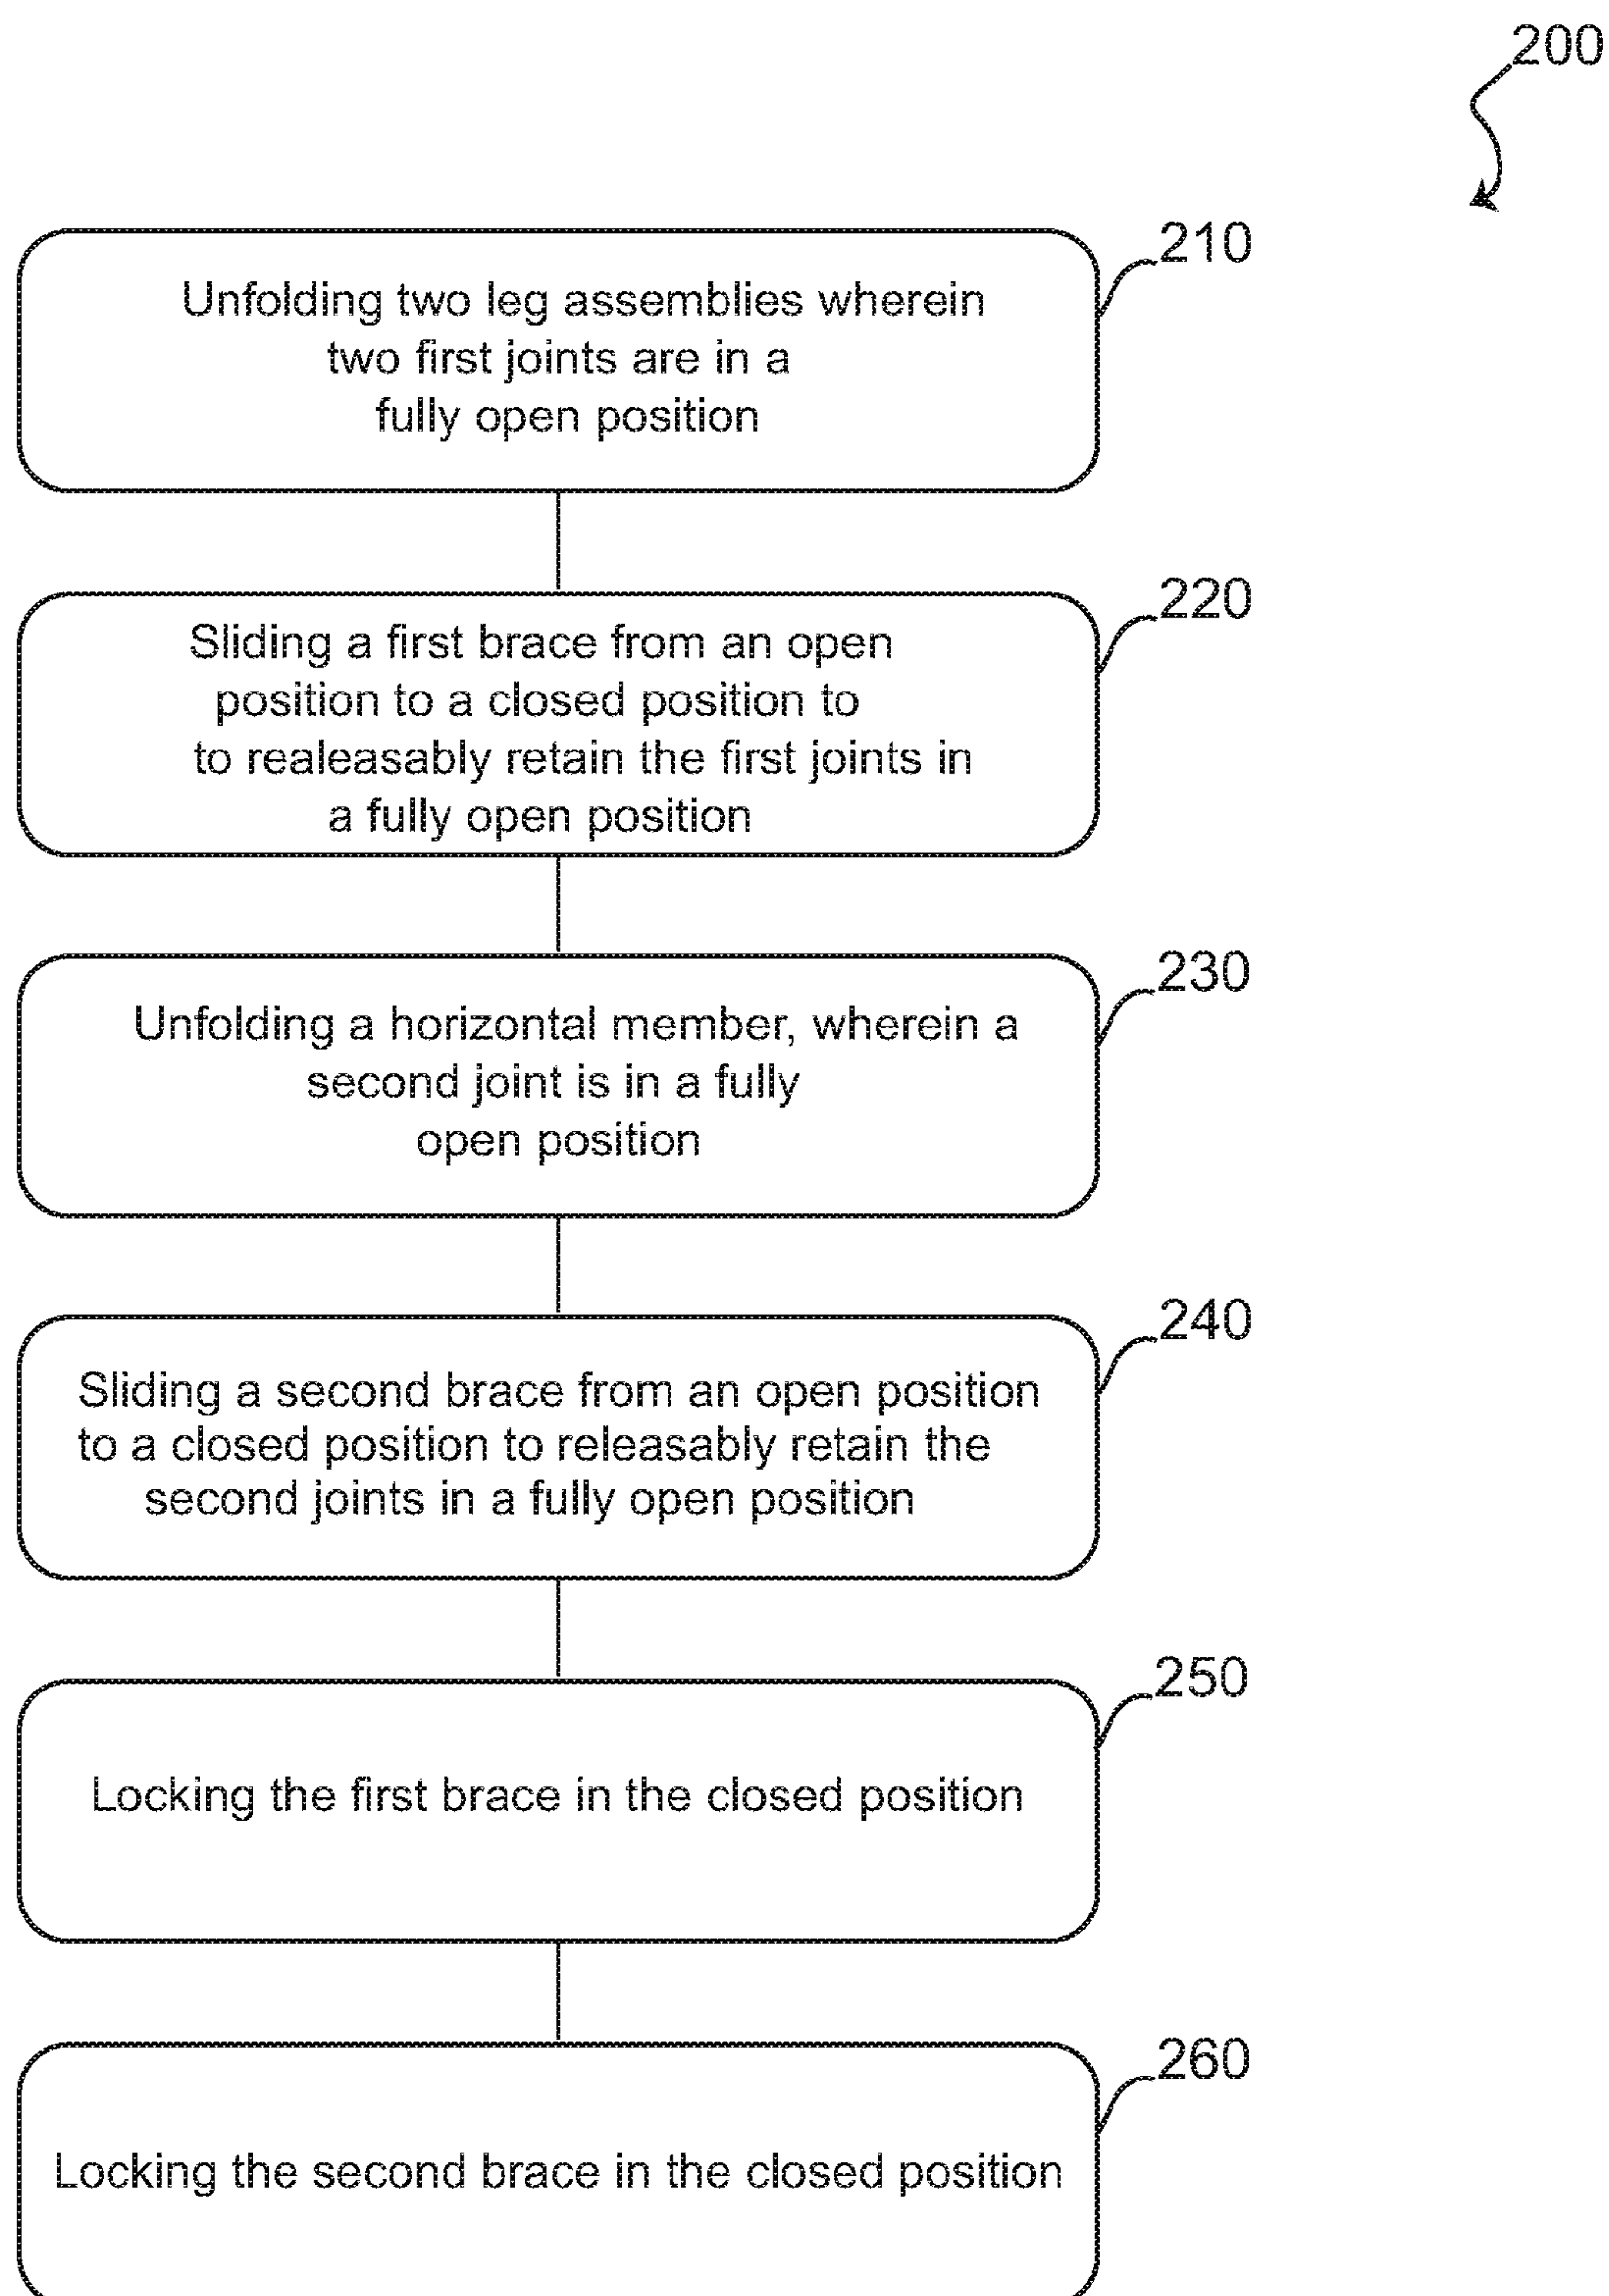 200
210
Unfolding two leg assemblies wherein
two first joints are in a
fully open position
220
Sliding a first brace from an open
position to a closed position to
to realeasably retain the first joints in
a fully open position
230
Unfolding a horizontal member, wherein a
second joint is in a fully
open position
240
Sliding a second brace from an open position
to a closed position to releasably retain the
second joints in a fully open position
250
Locking the first brace in the closed position
260
Locking the second brace in the closed position